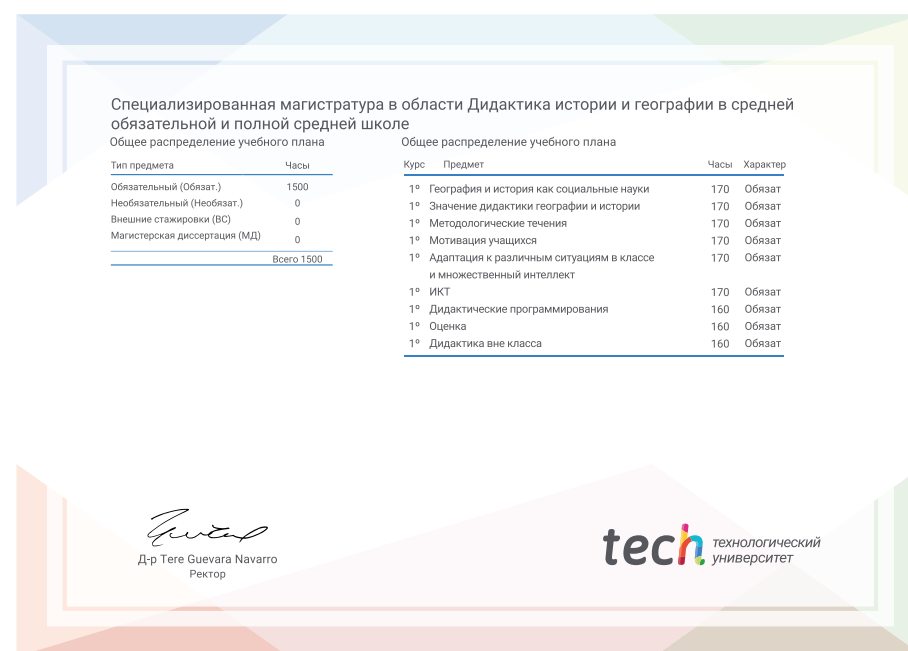 Специализированная магистратура в области Дидактика истории и географии в средней
обязательной и полной средней школе
Общее распределение учебного плана
Тип предмета Часы
Обязательный (Обязат.) 1500
Необязательный (Необязат.) 0
Внешние стажировки (ВС) 0
Магистерская диссертация (МД) 0
Всего 1500
Общее распределение учебного плана
Курс Предмет Часы Характер
1º География и история как социальные науки 170 Обязат
1º Значение дидактики географии и истории 170 Обязат
1º Методологические течения 170 Обязат
1º Мотивация учащихся 170 Обязат
1º Адаптация к различным ситуациям в классе 170 Обязат
и множественный интеллект
1º ИКТ 170 Обязат
1º Дидактические программирования 160 Обязат
1º Оценка 160 Обязат
1º Дидактика вне класса 160 Обязат
Д-р Tere Guevara Navarro
Ректор
tech технологический
университет